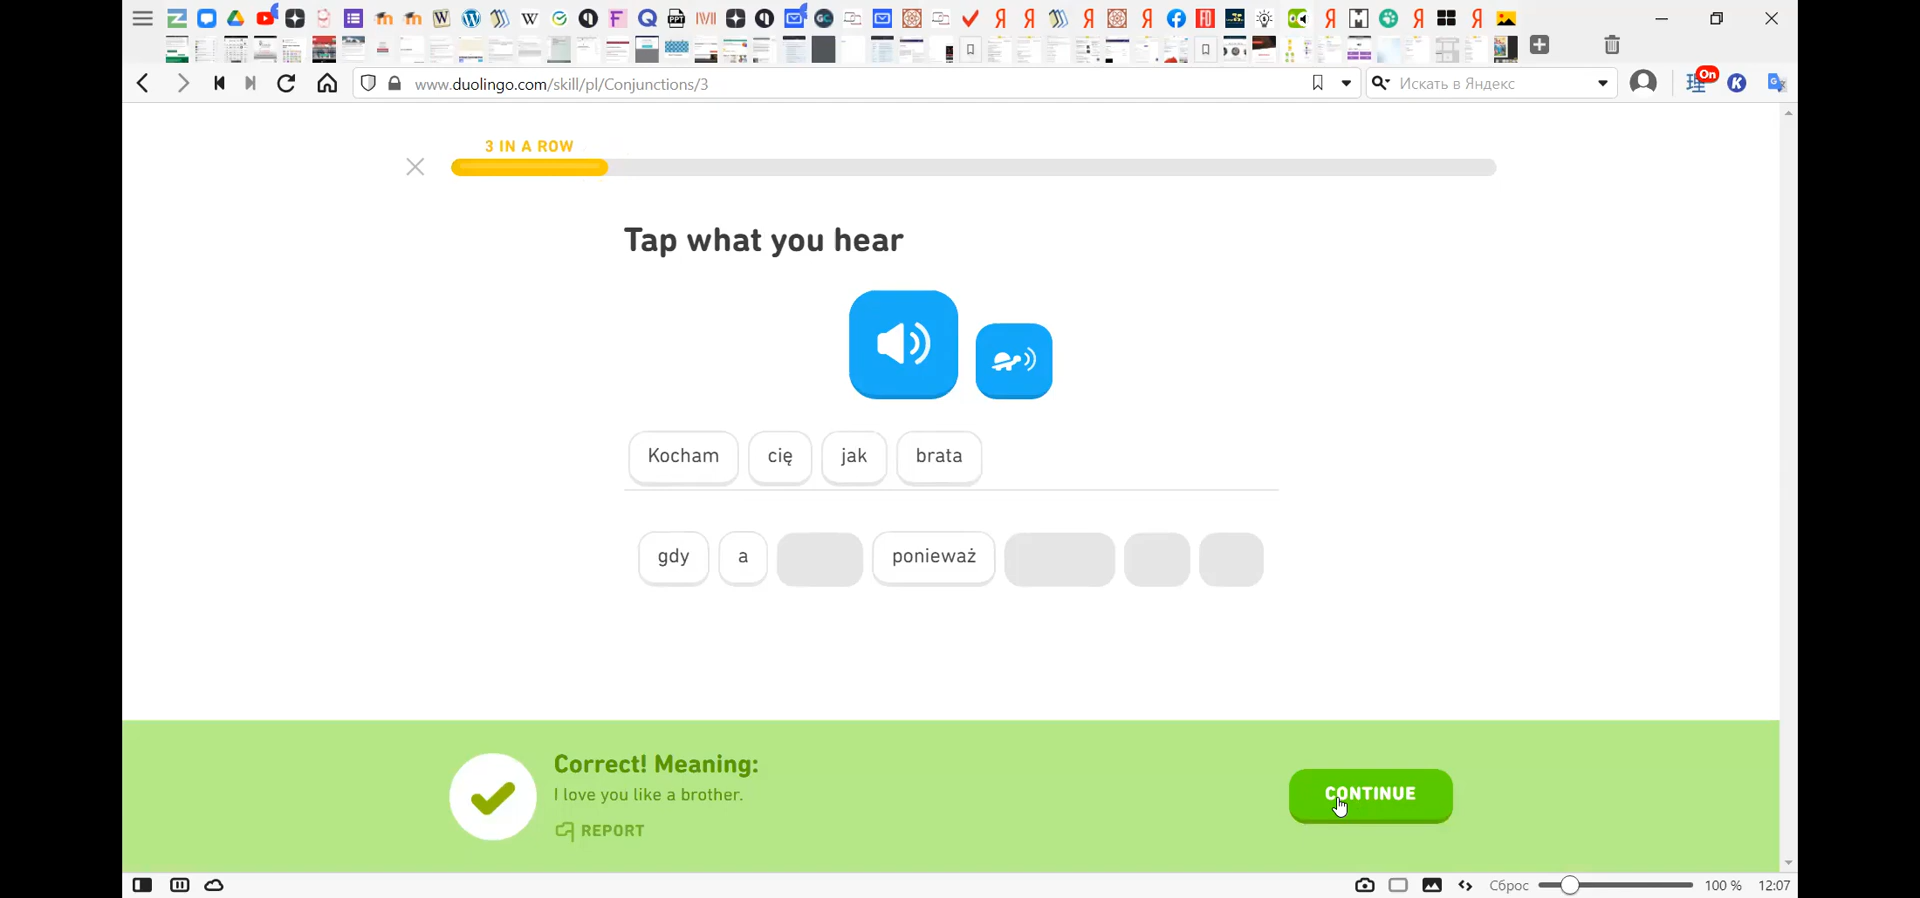 On
www.duolingo.com/skill/pl/Conjunctions/3
Искать в Яндекс
3 IN A ROW
Tap what you hear
Kocham cię jak brata
gdy a ponieważ
Correct! Meaning:
I love you like a brother.
REPORT
CONTINUE
Сброс 100 % 12:07